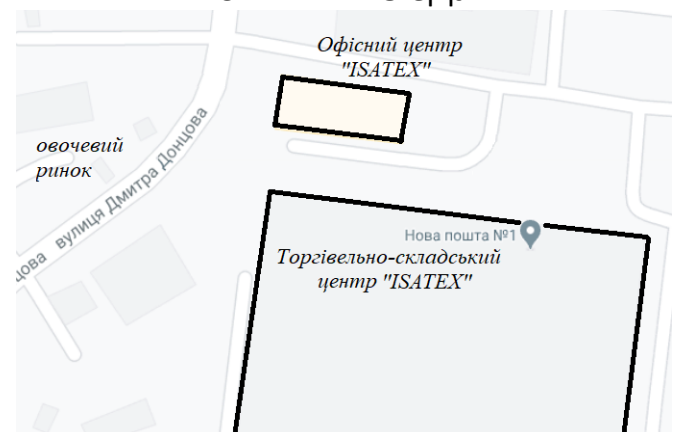 Офісний центр
"ISATEX"
овочевий
ринок
вулиця Дмитра Донцова
цова
Нова пошта №1
Торгівельно-складський
центр "ISATEX"